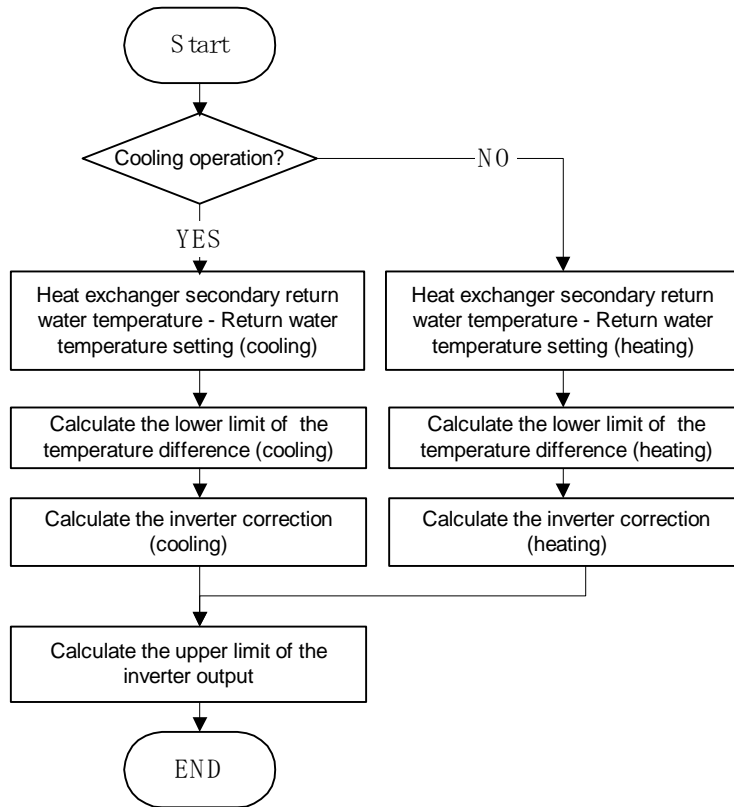 Start
Cooling operation?
NO
YES
Heat exchanger secondary return
water temperature - Return water
temperature setting (cooling)
Heat exchanger secondary return
water temperature - Return water
temperature setting (heating)
Calculate the lower limit of the
temperature difference (cooling)
Calculate the lower limit of the
temperature difference (heating)
Calculate the inverter correction
(cooling)
Calculate the inverter correction
(heating)
Calculate the upper limit of the
inverter output
END